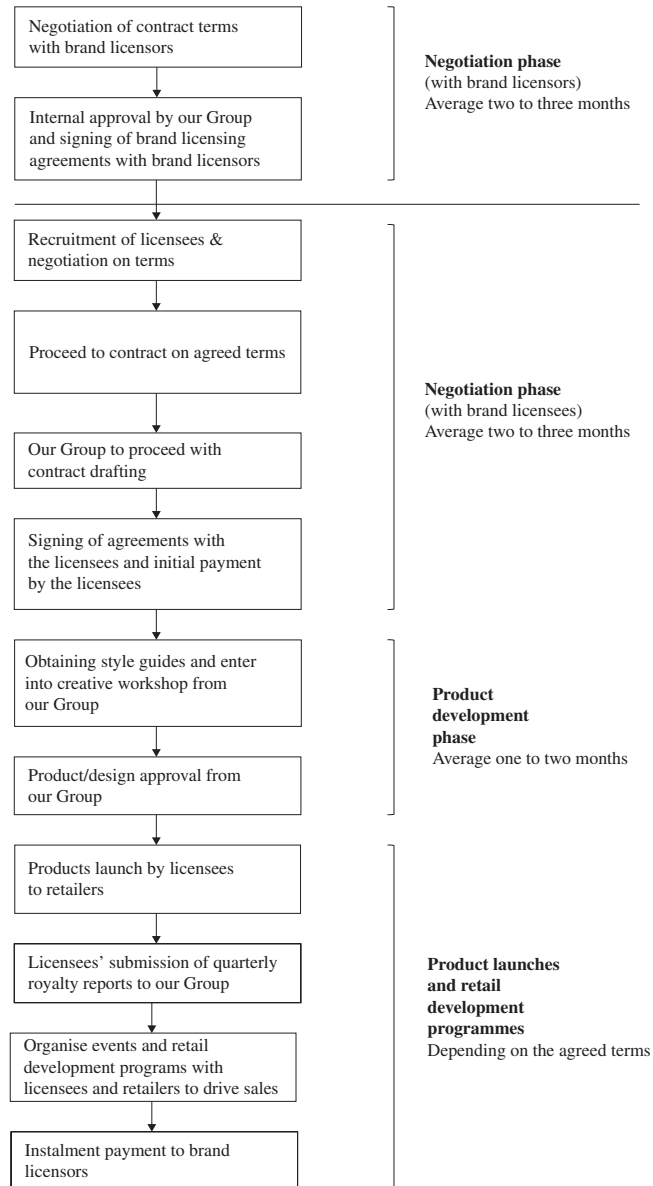 Negotiation of contract terms
with brand licensors
Internal approval by our Group
and signing of brand licensing
agreements with brand licensors
Negotiation phase
(with brand licensors)
Average two to three months
Recruitment of licensees &
negotiation on terms
Proceed to contract on agreed terms
Our Group to proceed with
contract drafting
Signing of agreements with
the licensees and initial payment
by the licensees
Negotiation phase
(with brand licensees)
Average two to three months
Obtaining style guides and enter
into creative workshop from
our Group
Product/design approval from
our Group
Product
development
phase
Average one to two months
Products launch by licensees
to retailers
Licensees’ submission of quarterly
royalty reports to our Group
Organise events and retail
development programs with
licensees and retailers to drive sales
Instalment payment to brand
licensors
Product launches
and retail
development
programmes
Depending on the agreed terms